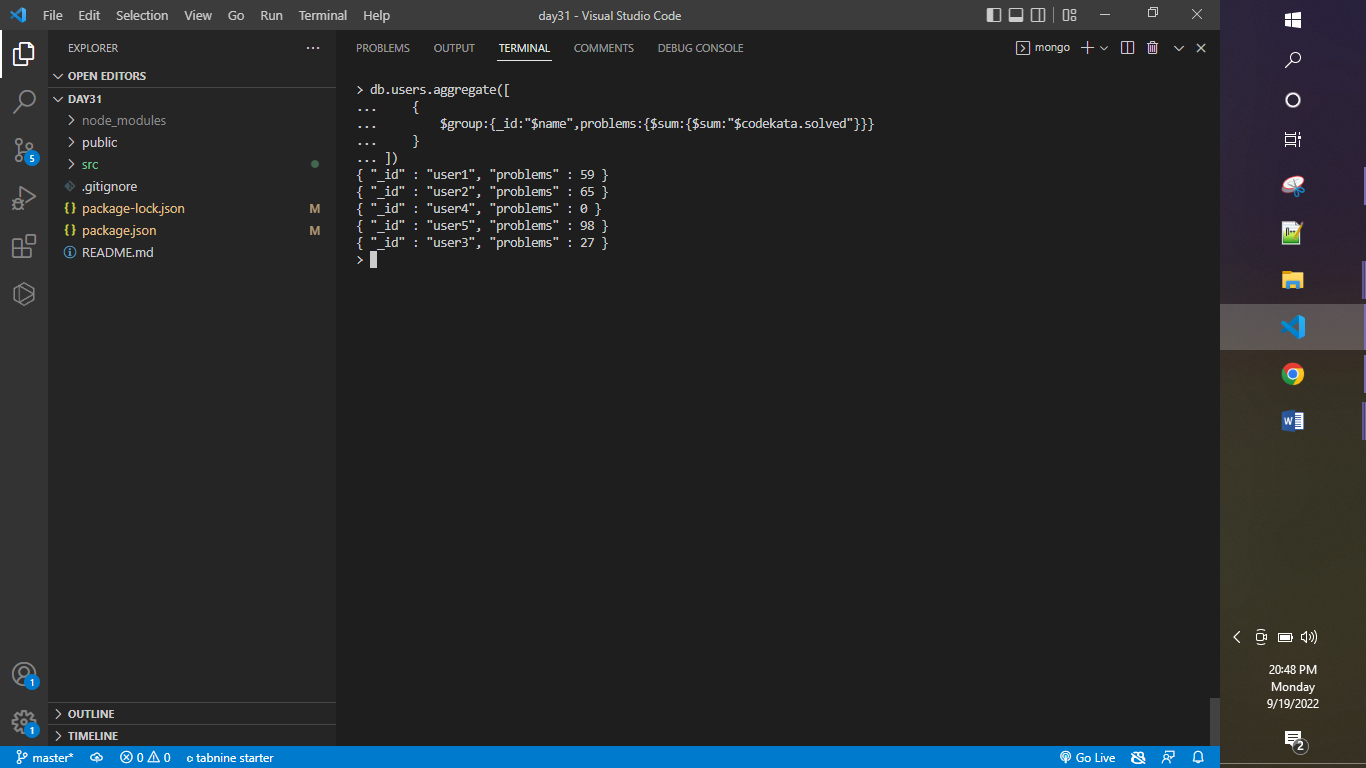 File Edit Selection View Go Run Terminal Help
day31 - Visual Studio Code
EXPLORER
OPEN EDITORS
DAY31
node_modules
public
src
.gitignore
package-lock.json M
package.json M
README.md
OUTLINE
TIMELINE
5
1
1
PROBLEMS OUTPUT TERMINAL COMMENTS DEBUG CONSOLE
mongo
> db.users.aggregate([
...     {
...         $group:{_id:"$name",problems:{$sum:{$sum:"$codekata.solved"}}}
...     }
... ])
{ "_id" : "user1", "problems" : 59 }
{ "_id" : "user2", "problems" : 65 }
{ "_id" : "user4", "problems" : 0 }
{ "_id" : "user5", "problems" : 98 }
{ "_id" : "user3", "problems" : 27 }
>
master* 0 0 tabnine starter
Go Live
W
20:48 PM
Monday
9/19/2022
2